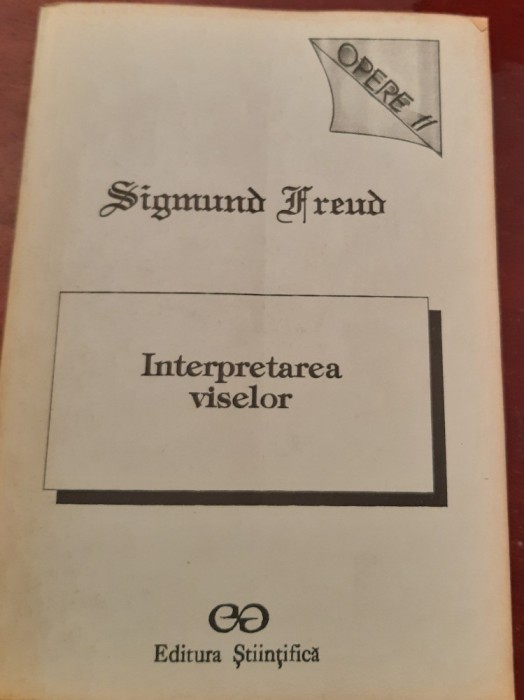 OPERE II
Sigmund Freud
Interpretarea
viselor
Editura Științifică